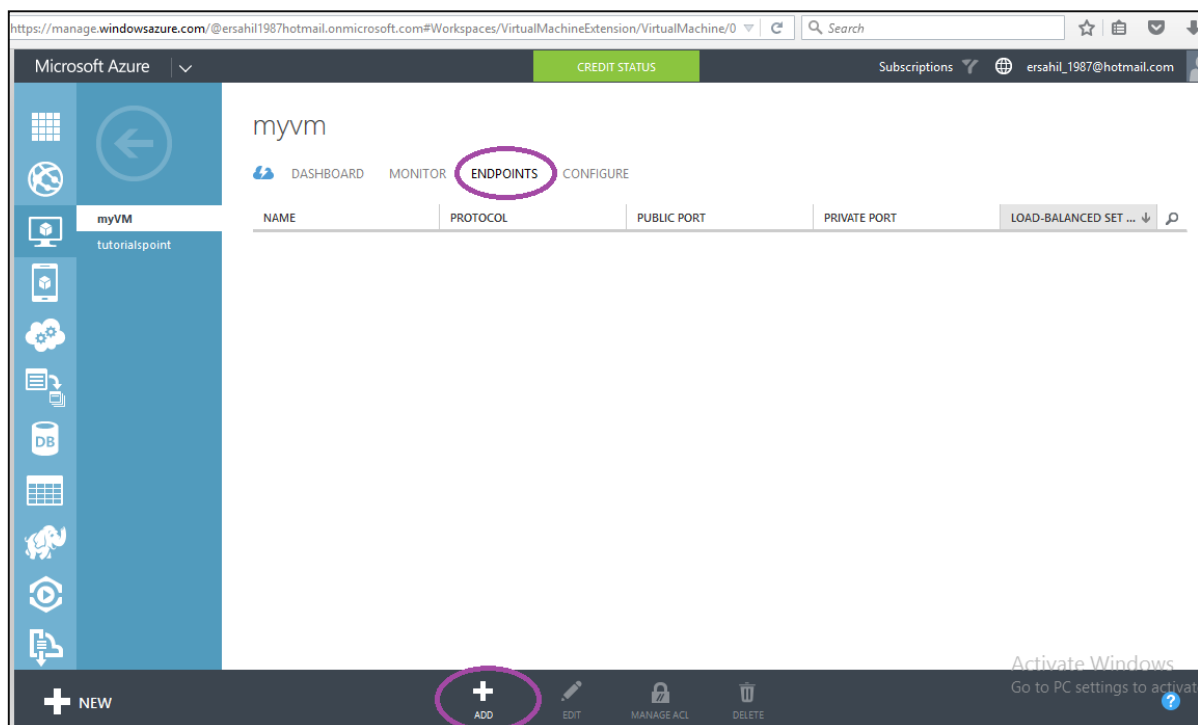 https://manage.windowsazure.com/@ersahil1987hotmail.onmicrosoft.com#Workspaces/VirtualMachineExtension/VirtualMachine/0 Search
Microsoft Azure CREDIT STATUS Subscriptions ersahil_1987@hotmail.com
myvm
DASHBOARD MONITOR ENDPOINTS CONFIGURE
myVM NAME PROTOCOL PUBLIC PORT PRIVATE PORT LOAD-BALANCED SET ...
tutorialspoint
DB
Activate Windows
Go to PC settings to activat
NEW ADD EDIT MANAGE ACL DELETE ?